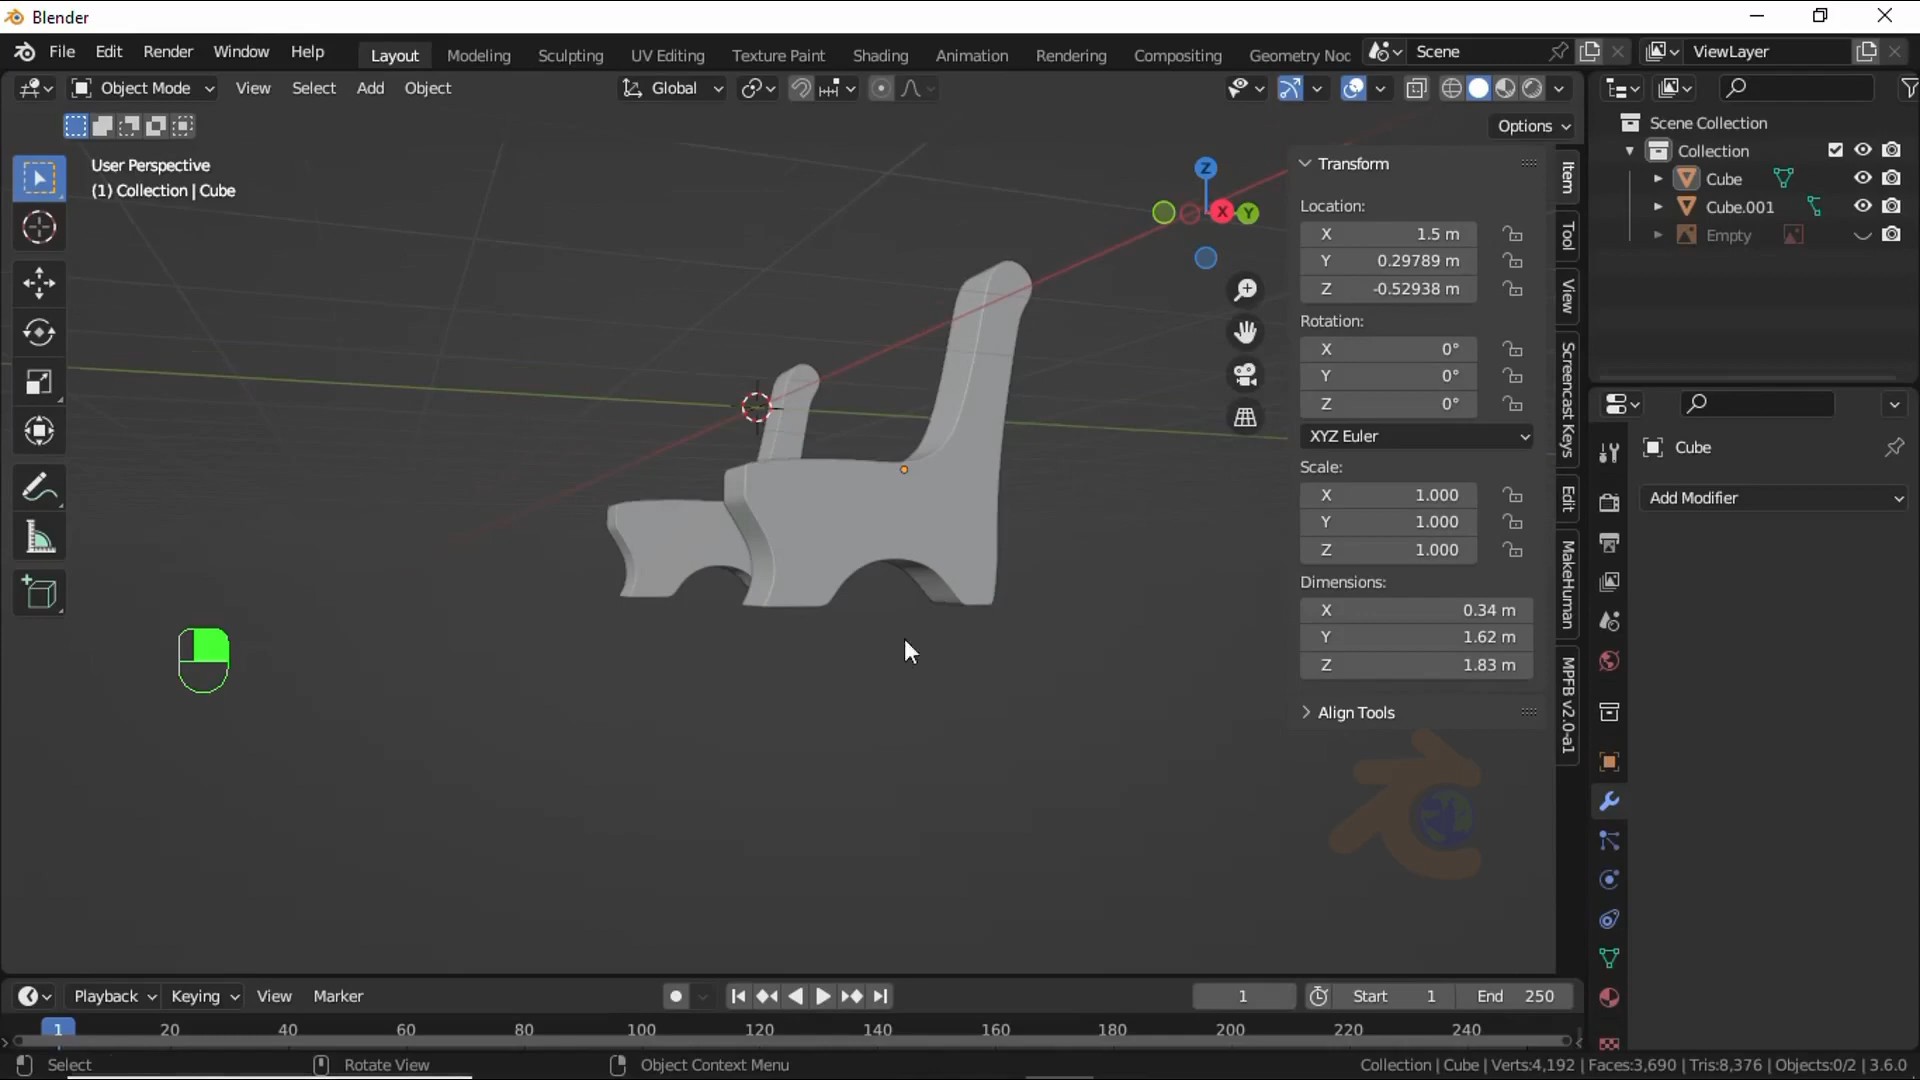 Blender
File Edit Render Window Help Layout Modeling Sculpting UV Editing Texture Paint Shading Animation Rendering Compositing Geometry Noc Scene ViewLayer
Object Mode View Select Add Object Global
Options
User Perspective
(1) Collection | Cube
Z
X
Y
Transform
Location:
X 1.5 m
Y 0.29789 m
Z -0.52938 m
Rotation:
X 0°
Y 0°
Z 0°
XYZ Euler
Scale:
X 1.000
Y 1.000
Z 1.000
Dimensions:
X 0.34 m
Y 1.62 m
Z 1.83 m
Align Tools
Item
Tool
View
Screencast Keys
Edit
MakeHuman
MPFB v2.0-a1
Scene Collection
Collection
Cube
Cube.001
Empty
Cube
Add Modifier
Playback Keying View Marker 1 Start 1 End 250
1 20 40 60 80 100 120 140 160 180 200 220 240
Select Rotate View Object Context Menu Collection | Cube | Verts:4,192 | Faces:3,690 | Tris:8,376 | Objects:0/2 | 3.6.0